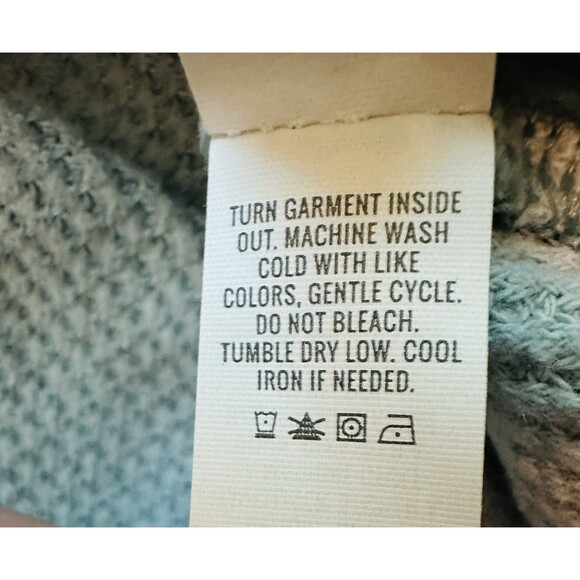 TURN GARMENT INSIDE
OUT. MACHINE WASH
COLD WITH LIKE
COLORS, GENTLE CYCLE.
DO NOT BLEACH.
TUMBLE DRY LOW. COOL
IRON IF NEEDED.